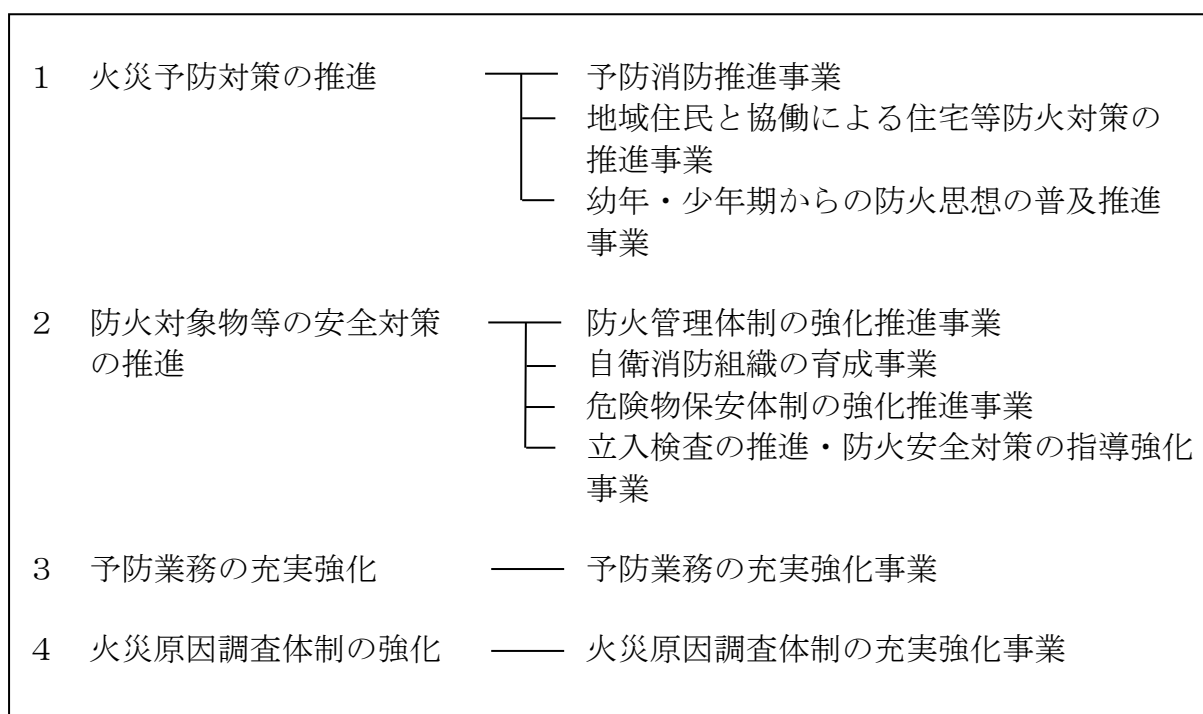 １　火災予防対策の推進　予防消防推進事業
地域住民と協働による住宅等防火対策の
推進事業
幼年・少年期からの防火思想の普及推進
事業
２　防火対象物等の安全対策　防火管理体制の強化推進事業
の推進　自衛消防組織の育成事業
危険物保安体制の強化推進事業
立入検査の推進・防火安全対策の指導強化
事業
３　予防業務の充実強化　予防業務の充実強化事業
４　火災原因調査体制の強化　火災原因調査体制の充実強化事業